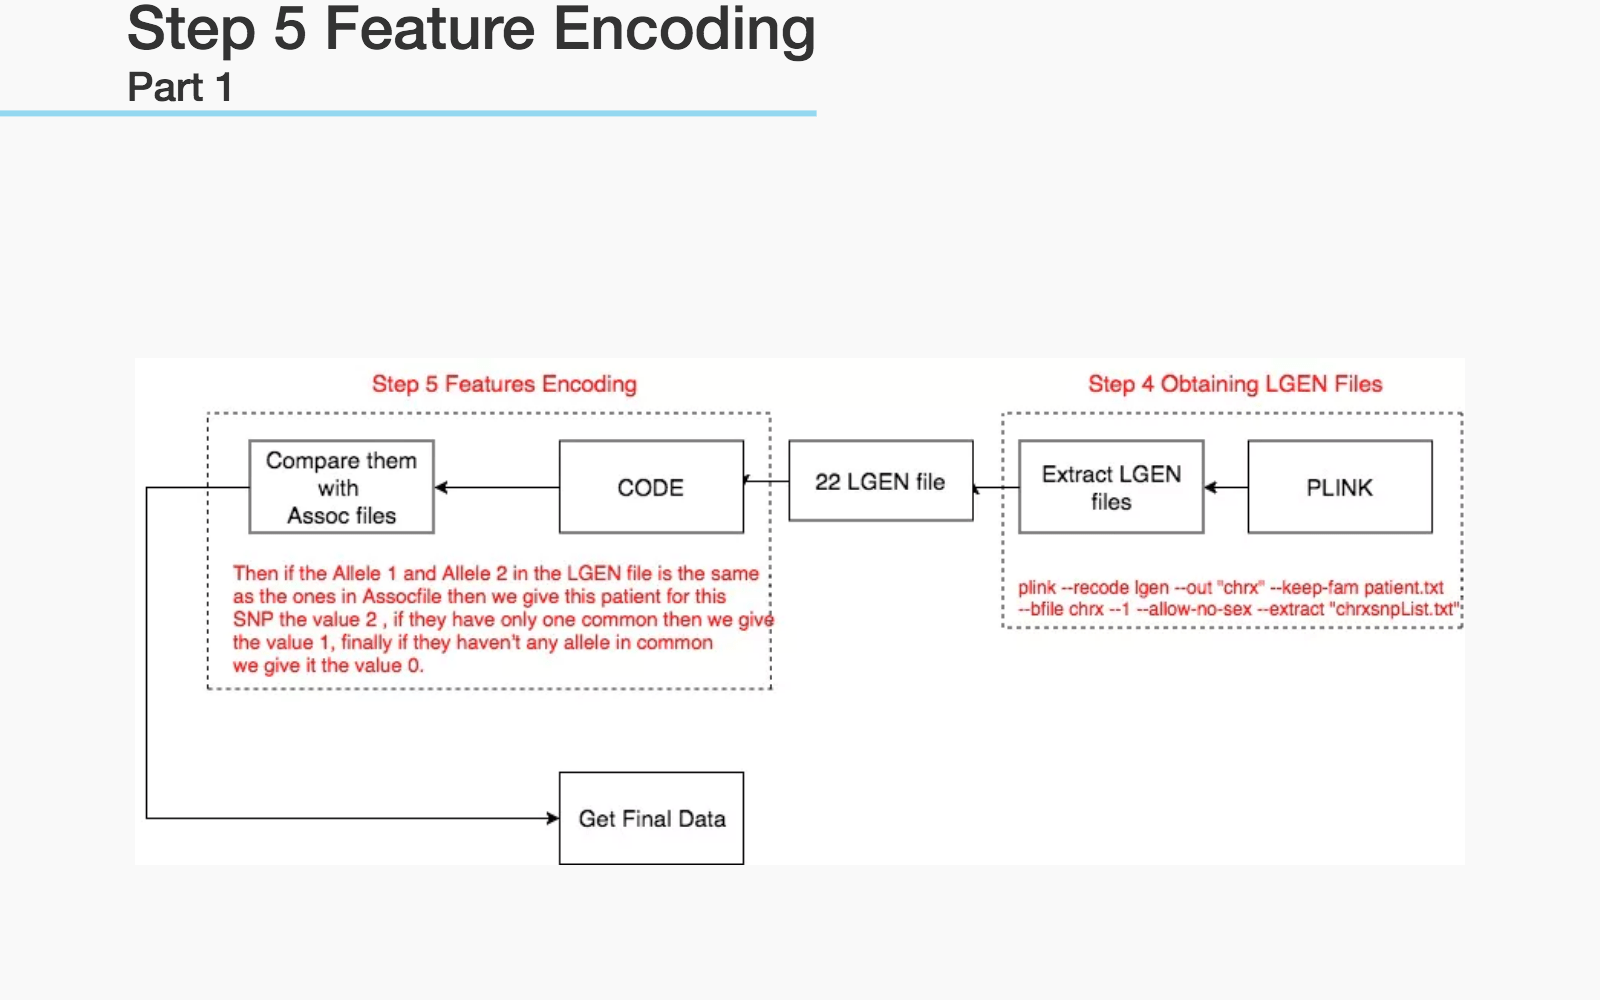 Step 5 Feature Encoding
Part 1
Step 5 Features Encoding
Step 4 Obtaining LGEN Files
Compare them
with
Assoc files
CODE
22 LGEN file
Extract LGEN
files
PLINK
Then if the Allele 1 and Allele 2 in the LGEN file is the same
as the ones in Assocfile then we give this patient for this
SNP the value 2 , if they have only one common then we give
the value 1, finally if they haven't any allele in common
we give it the value 0.
plink --recode lgen --out "chrx" --keep-fam patient.txt
--bfile chrx --1 --allow-no-sex --extract "chrxsnpList.txt"
Get Final Data